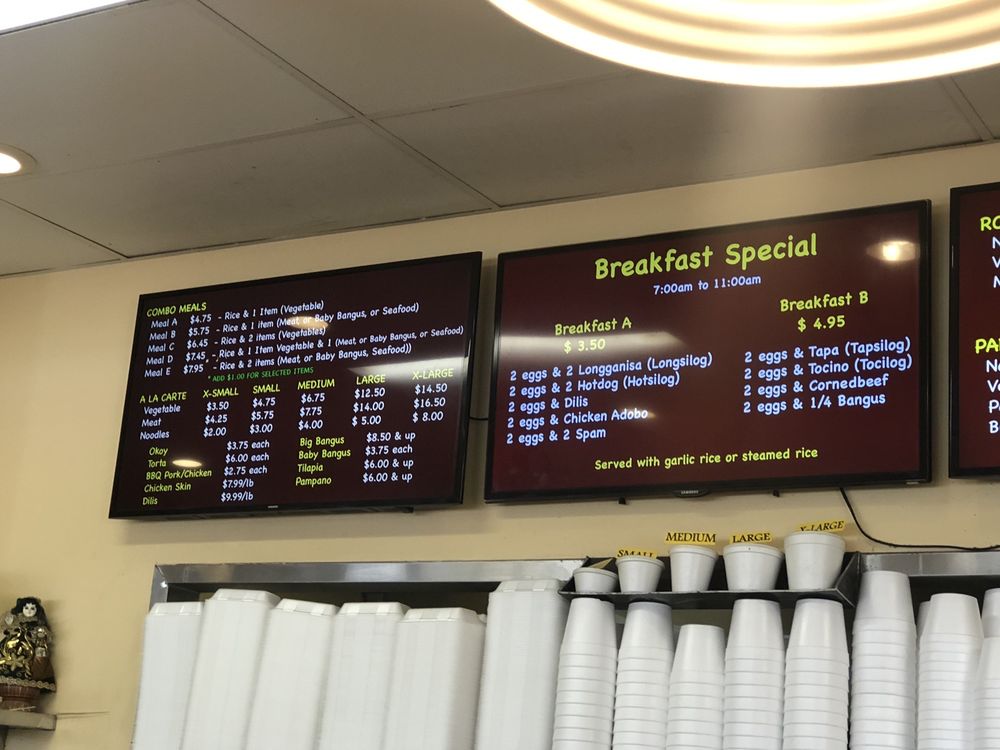 COMBO MEALS
Meal A $4.75 - Rice & 1 Item (Vegetable)
Meal B $5.75 - Rice & 1 item (Meat or Baby Bangus, or Seafood)
Meal C $6.45 - Rice & 2 items (Vegetables)
Meal D $7.45 - Rice & 1 Item Vegetable & 1 (Meat, or Baby Bangus, or Seafood)
Meal E $7.95 * - Rice & 2 items (Meat, or Baby Bangus, Seafood))
* ADD $1.00 FOR SELECTED ITEMS
A LA CARTE X-SMALL SMALL MEDIUM LARGE X-LARGE
Vegetable $3.50 $4.75 $6.75 $12.50 $14.50
Meat $4.25 $5.75 $7.75 $14.00 $16.50
Noodles $2.00 $3.00 $4.00 $ 5.00 $ 8.00
Okoy $3.75 each Big Bangus $8.50 & up
Torta $6.00 each Baby Bangus $3.75 each
BBQ Pork/Chicken $2.75 each Tilapia $6.00 & up
Chicken Skin $7.99/lb Pampano $6.00 & up
Dilis $9.99/lb
Breakfast Special
7:00am to 11:00am
Breakfast A
$ 3.50
2 eggs & 2 Longganisa (Longsilog)
2 eggs & 2 Hotdog (Hotsilog)
2 eggs & Dilis
2 eggs & Chicken Adobo
2 eggs & 2 Spam
Breakfast B
$ 4.95
2 eggs & Tapa (Tapsilog)
2 eggs & Tocino (Tocilog)
2 eggs & Cornedbeef
2 eggs & 1/4 Bangus
Served with garlic rice or steamed rice
SAMSUNG
SMALL
MEDIUM
LARGE
X-LARGE